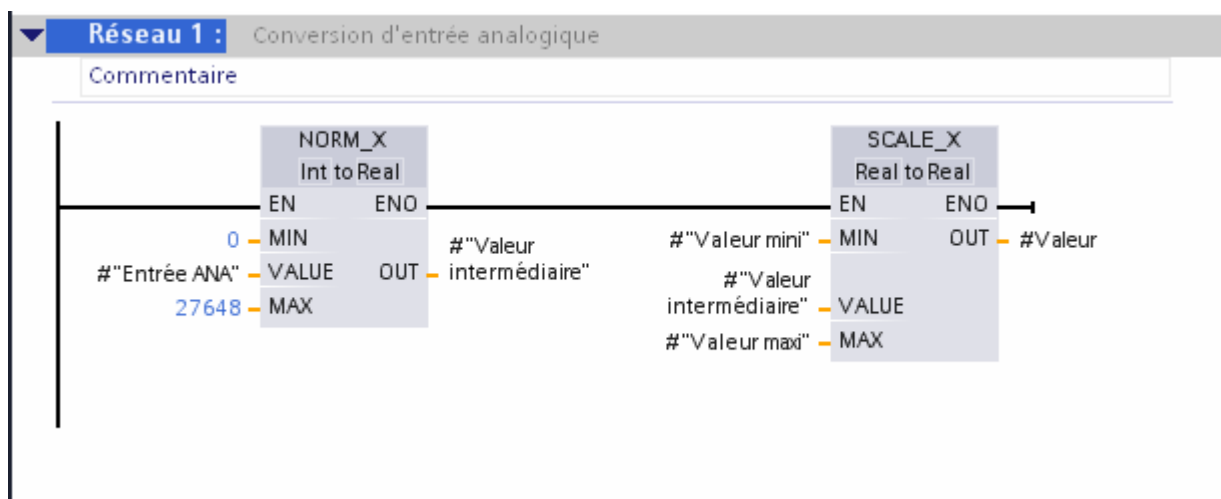 Réseau 1 : Conversion d'entrée analogique
Commentaire
NORM_X
Int to Real
EN ENO
0 MIN
#"Entrée ANA" VALUE OUT #"Valeur intermédiaire"
27648 MAX
SCALE_X
Real to Real
EN ENO
#"Valeur mini" MIN OUT #Valeur
#"Valeur
intermédiaire" VALUE
#"Valeur maxi" MAX